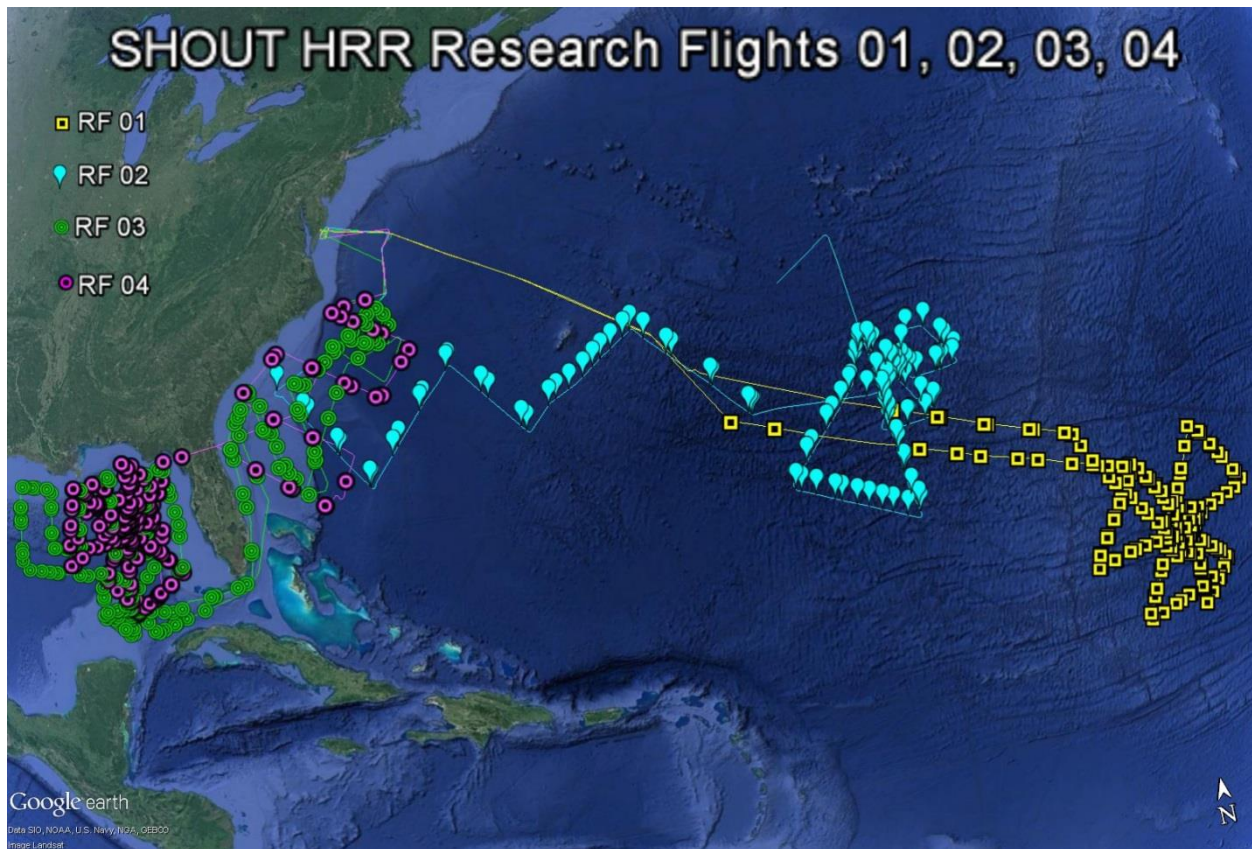 SHOUT HRR Research Flights 01, 02, 03, 04
RF 01
RF 02
RF 03
RF 04
Google earth
Data SIO, NOAA, U.S. Navy, NGA, GEBCO
Image Landsat
N